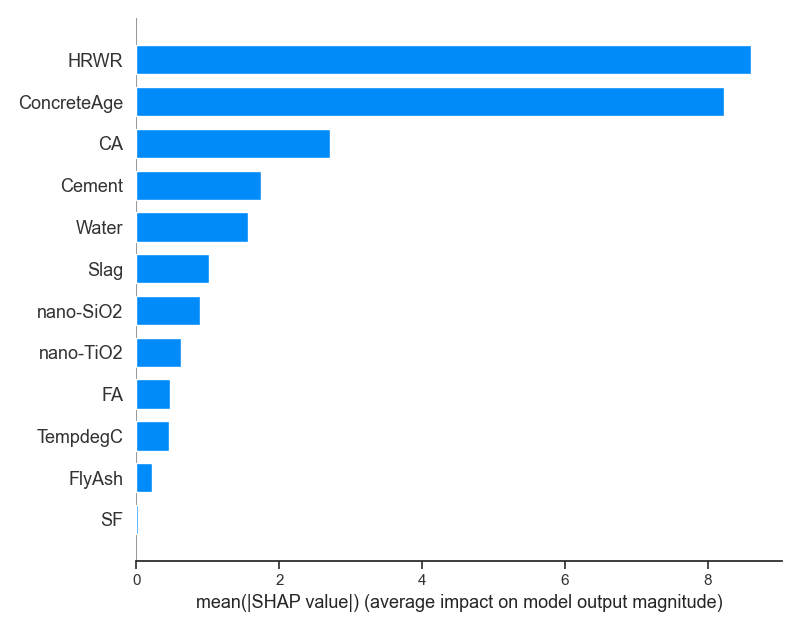 HRWR
ConcreteAge
CA
Cement
Water
Slag
nano-SiO2
nano-TiO2
FA
TempdegC
FlyAsh
SF
0 2 4 6 8
mean(|SHAP value|) (average impact on model output magnitude)